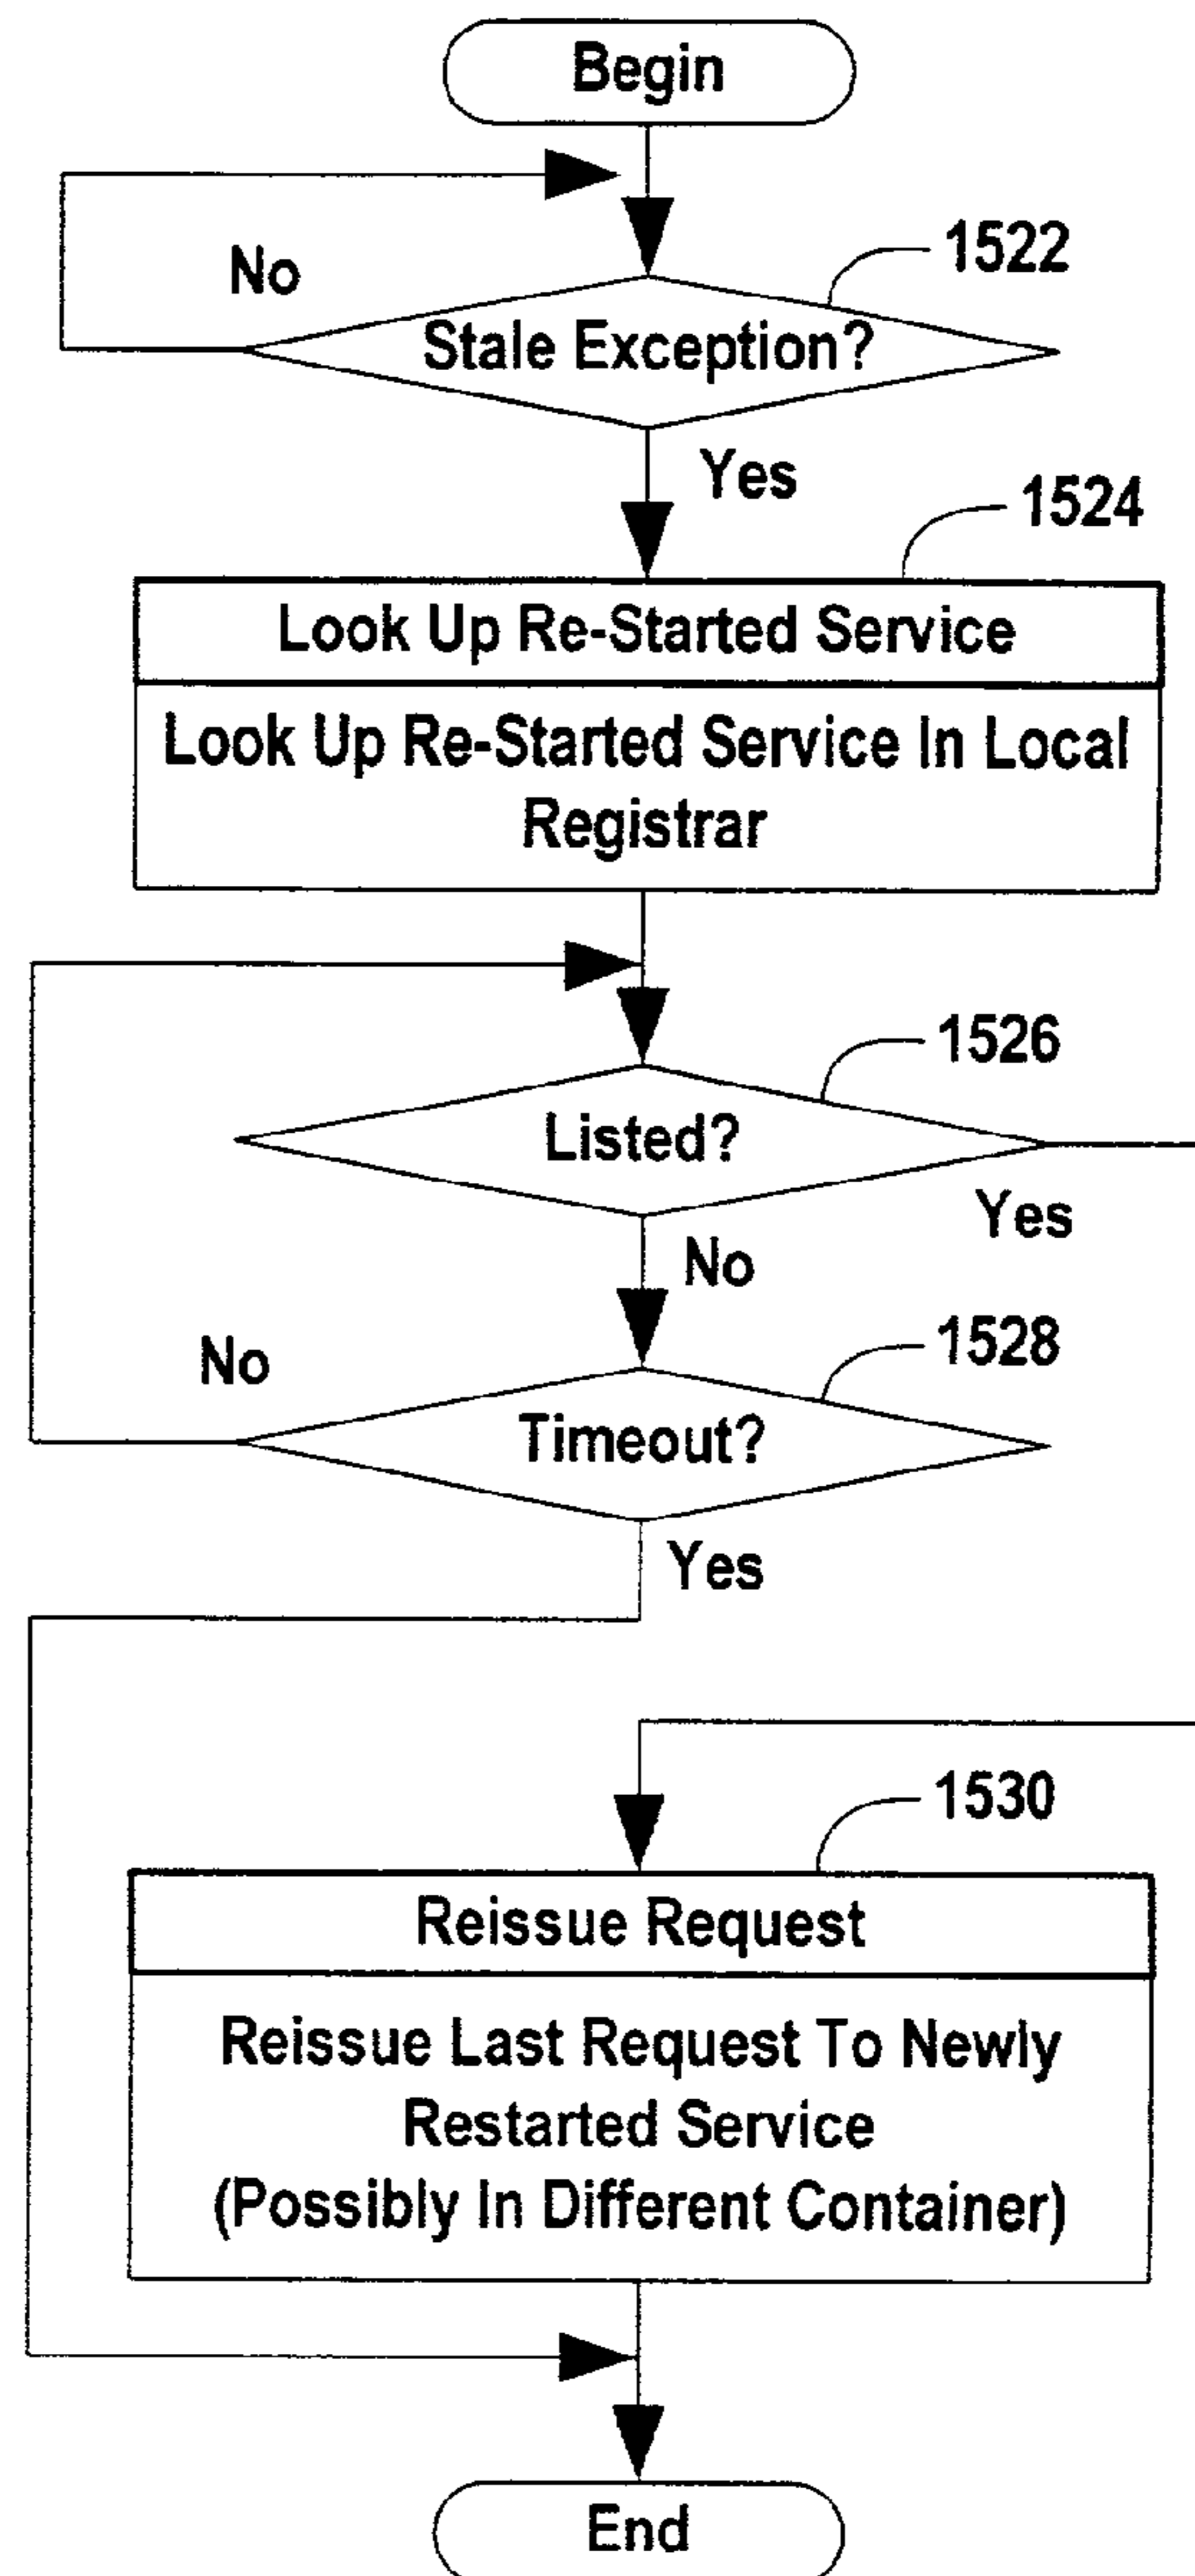 Begin
No
1522
Stale Exception?
Yes
1524
Look Up Re-Started Service
Look Up Re-Started Service In Local
Registrar
1526
Listed?
Yes
No
1528
No
Timeout?
Yes
1530
Reissue Request
Reissue Last Request To Newly
Restarted Service
(Possibly In Different Container)
End